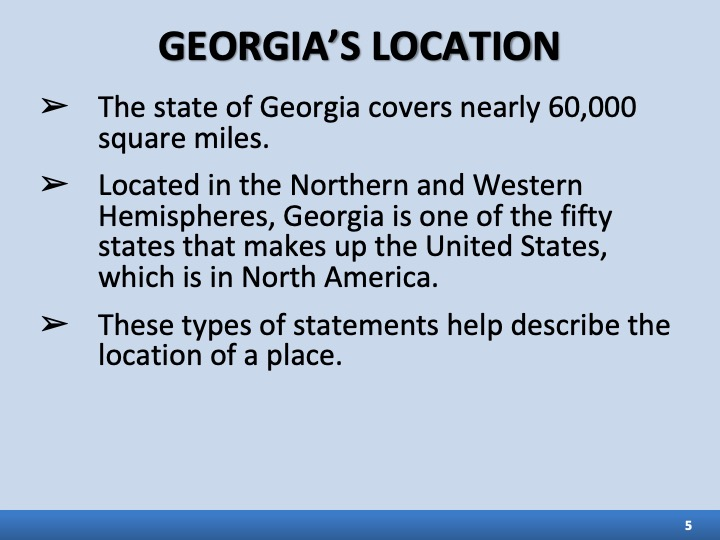 GEORGIA’S LOCATION
➢ The state of Georgia covers nearly 60,000
square miles.
➢ Located in the Northern and Western
Hemispheres, Georgia is one of the fifty
states that makes up the United States,
which is in North America.
➢ These types of statements help describe the
location of a place.
5